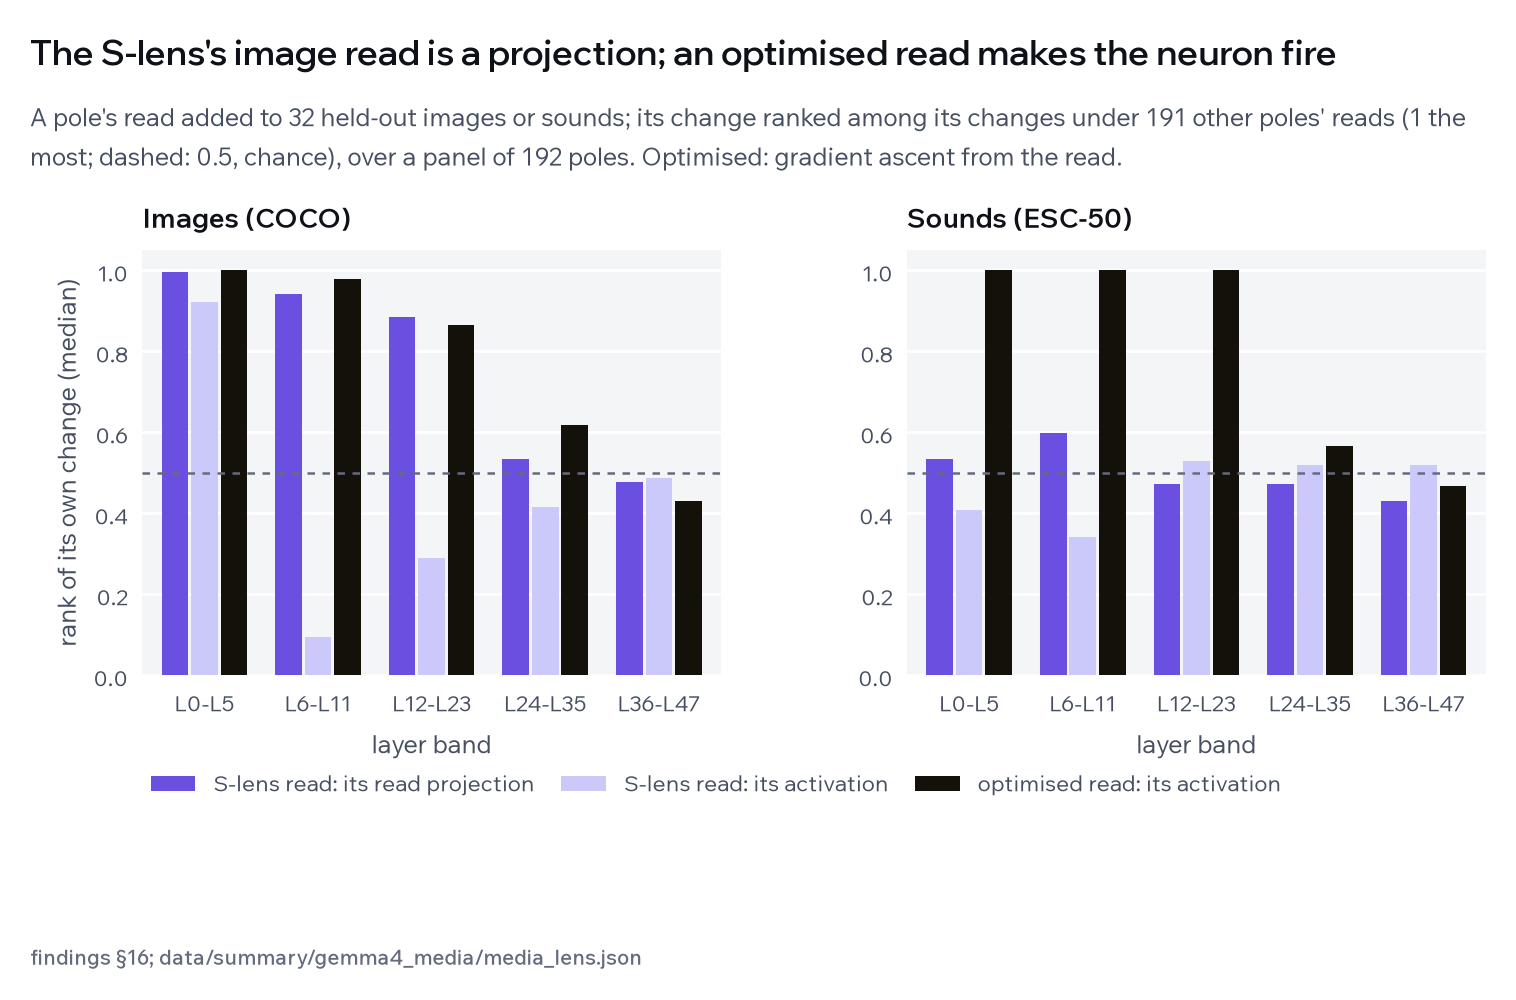 The S-lens's image read is a projection; an optimised read makes the neuron fire
A pole's read added to 32 held-out images or sounds; its change ranked among its changes under 191 other poles' reads (1 the
most; dashed: 0.5, chance), over a panel of 192 poles. Optimised: gradient ascent from the read.
Images (COCO)
rank of its own change (median)
1.0
0.8
0.6
0.4
0.2
0.0
L0-L5
L6-L11
L12-L23
L24-L35
L36-L47
layer band
Sounds (ESC-50)
1.0
0.8
0.6
0.4
0.2
0.0
L0-L5
L6-L11
L12-L23
L24-L35
L36-L47
layer band
S-lens read: its read projection
S-lens read: its activation
optimised read: its activation
findings §16; data/summary/gemma4_media/media_lens.json